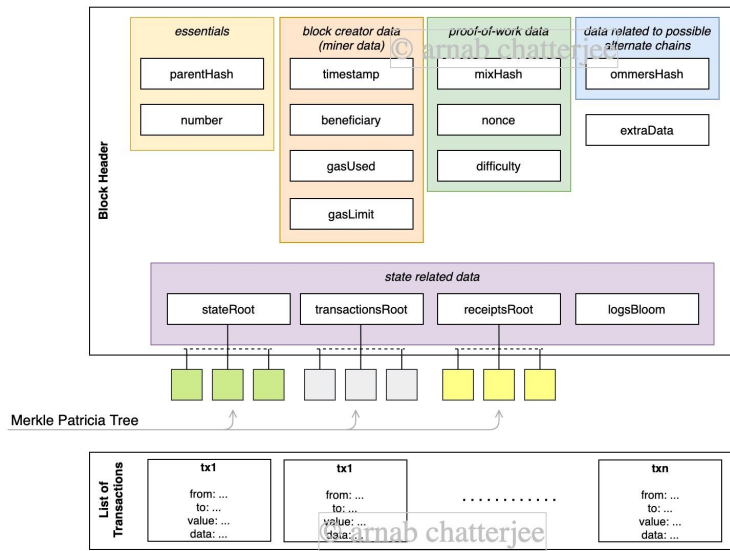 essentials
block creator data
(miner data)
proof-of-work data
data related to possible
alternate chains
© arnab chatterjee
parentHash
timestamp
mixHash
ommersHash
number
beneficiary
nonce
extraData
gasUsed
difficulty
gasLimit
Block Header
state related data
stateRoot
transactionsRoot
receiptsRoot
logsBloom
Merkle Patricia Tree
List of
Transactions
tx1
from: ...
to: ...
value: ...
data: ...
tx1
from: ...
to: ...
value: ...
data: ...
. . . . . . . . . . . .
txn
from: ...
to: ...
value: ...
data: ...
© arnab chatterjee